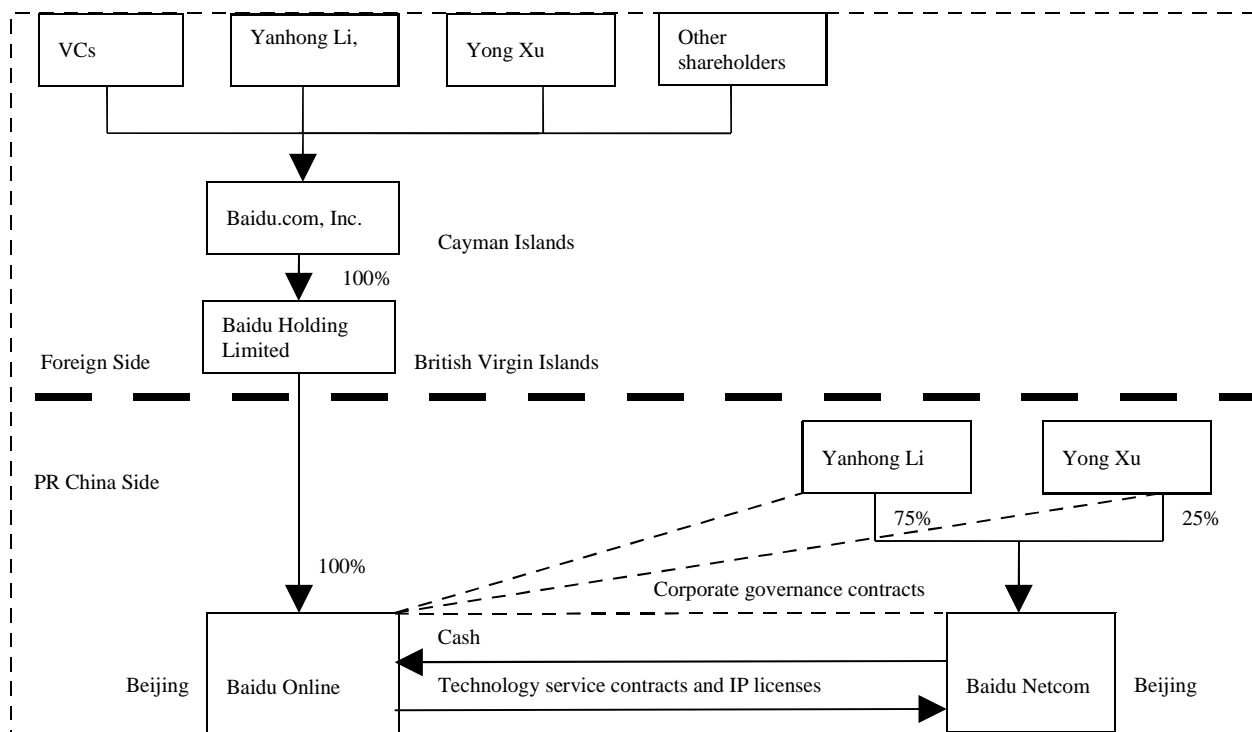 VCs
Yanhong Li,
Yong Xu
Other
shareholders
Baidu.com, Inc.
Cayman Islands
100%
Baidu Holding
Limited
Foreign Side
British Virgin Islands
PR China Side
Yanhong Li
Yong Xu
75%
25%
100%
Corporate governance contracts
Cash
Beijing
Baidu Online
Technology service contracts and IP licenses
Baidu Netcom
Beijing